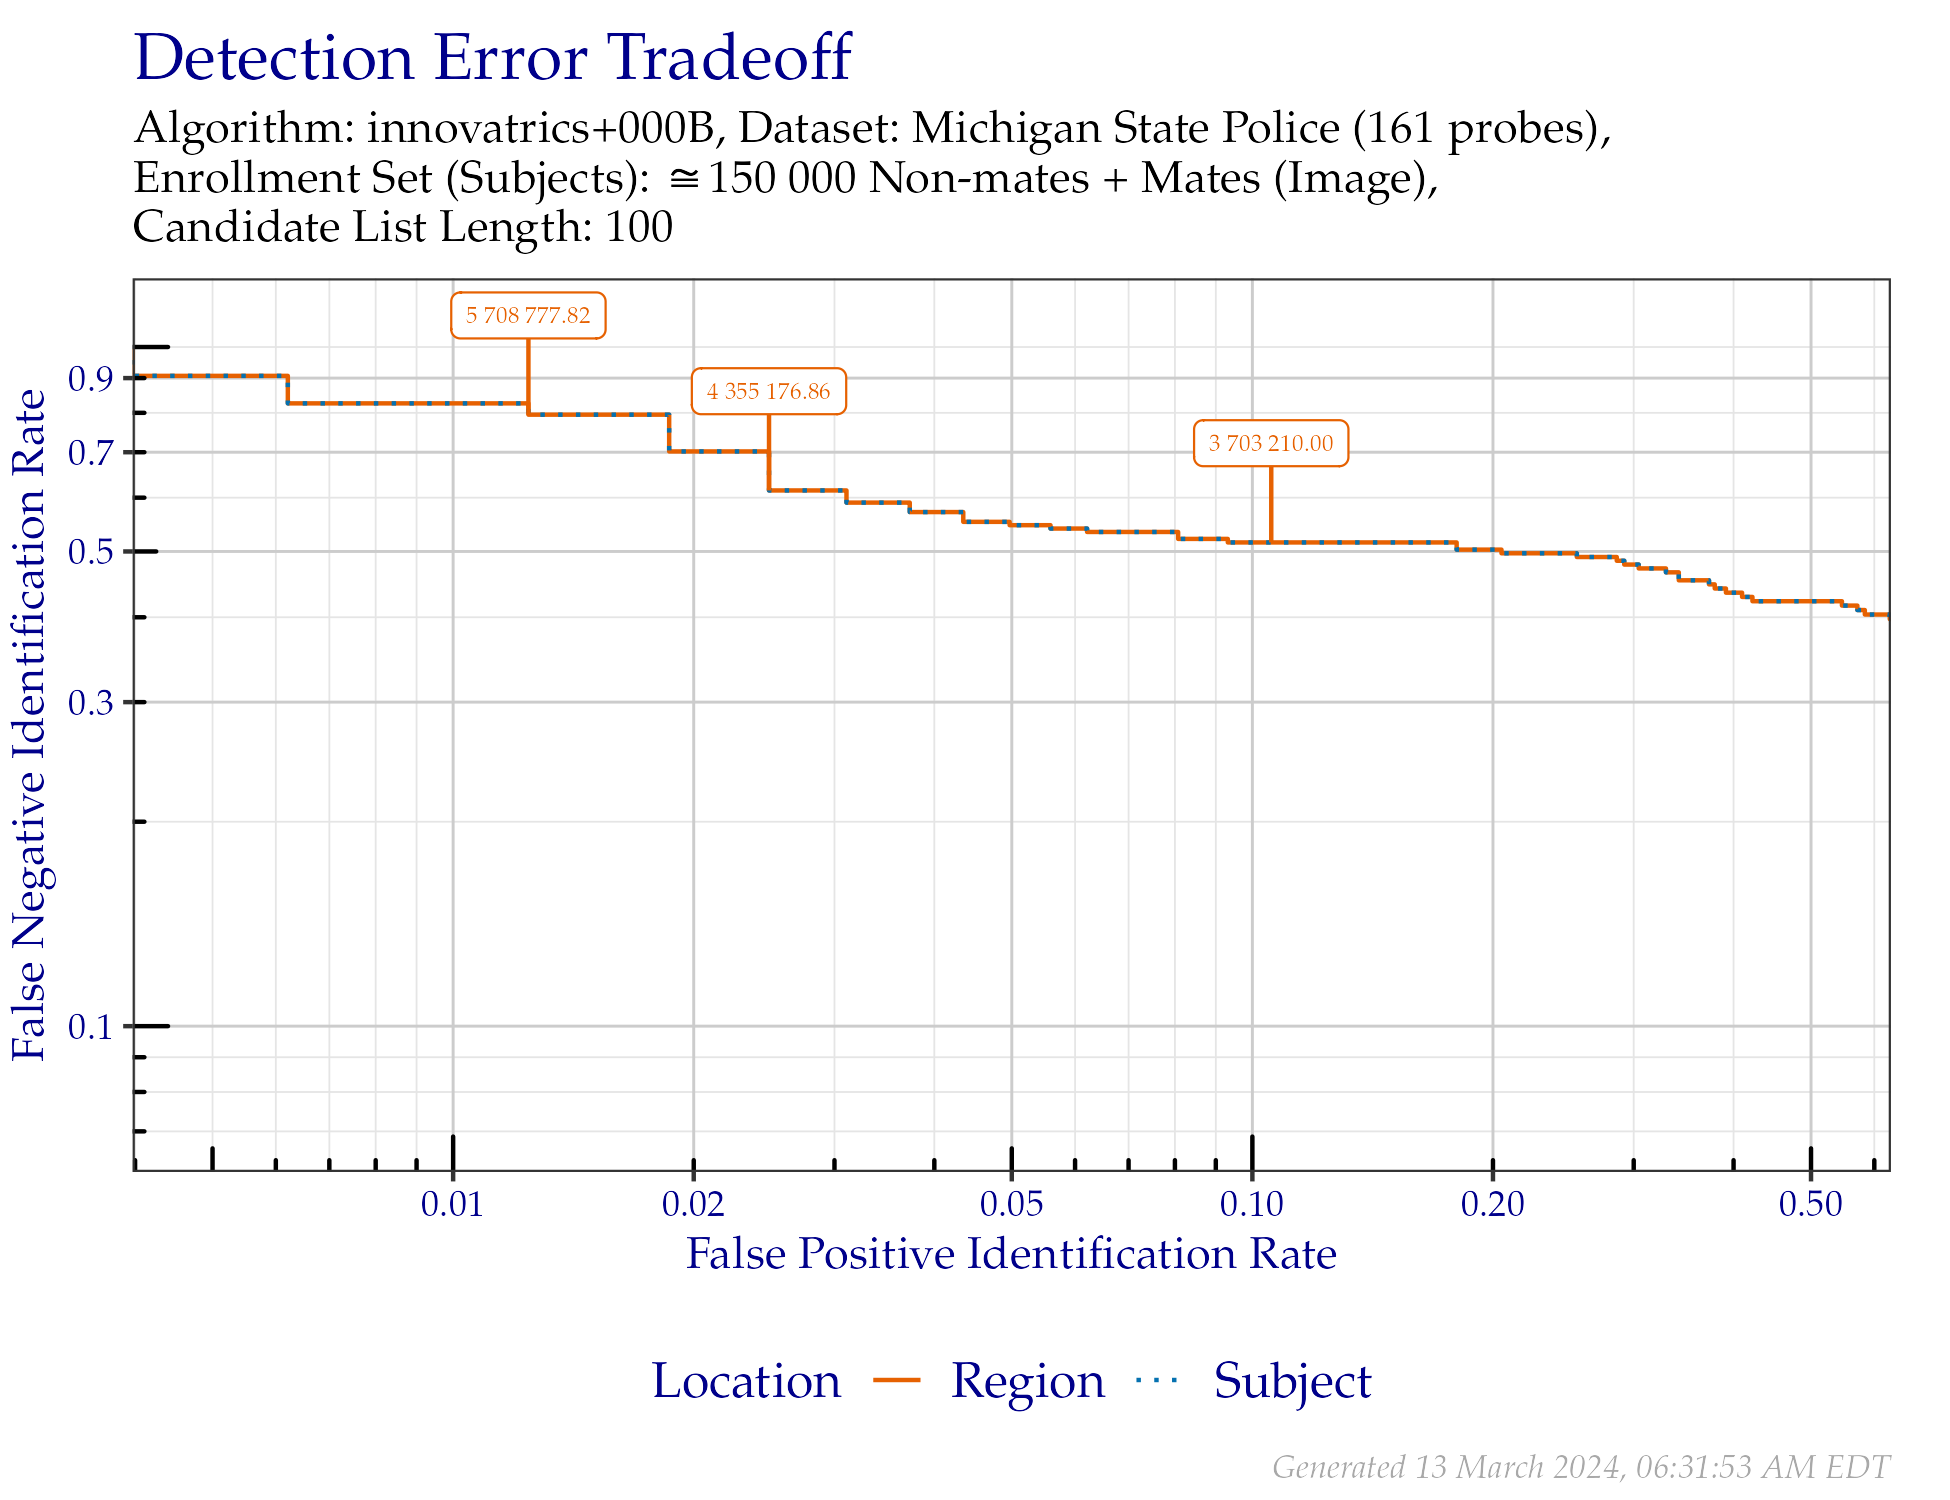 Detection Error Tradeoff
Algorithm: innovatrics+000B, Dataset: Michigan State Police (161 probes),
Enrollment Set (Subjects): ≅ 150 000 Non-mates + Mates (Image),
Candidate List Length: 100
5 708 777.82
4 355 176.86
3 703 210.00
0.9
0.7
0.5
0.3
0.1
False Negative Identification Rate
0.01 0.02 0.05 0.10 0.20 0.50
False Positive Identification Rate
Location Region Subject
Generated 13 March 2024, 06:31:53 AM EDT